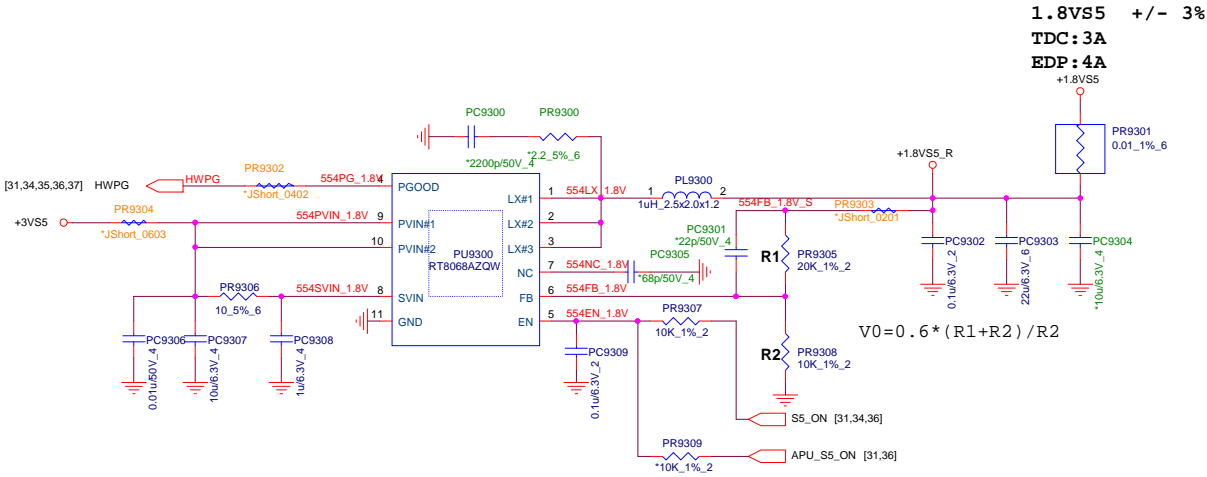 1.8VS5 +/- 3%
TDC:3A
EDP:4A
+1.8VS5
PC9300
PR9300
PR9301
0.01_1%_6
*2200p/50V_4
*2.2_5%_6
+1.8VS5_R
PR9302
[31,34,35,36,37] HWPG
HWPG
*JShort_0402
554PG_1.8V
4
PGOOD
LX#1
1
554LX_1.8V
1
PL9300
2
1uH_2.5x2.0x1.2
554FB_1.8V_S
PR9303
*JShort_0201
+3VS5
PR9304
*JShort_0603
554PVIN_1.8V
9
PVIN#1
LX#2
2
10
PVIN#2
LX#3
3
PU9300
RT8068AZQW
PC9301
*22p/50V_4
PC9305
R1
PR9305
20K_1%_2
PC9302
0.1u/6.3V_2
PC9303
22u/6.3V_6
PC9304
*10u/6.3V_4
NC
7
554NC_1.8V
*68p/50V_4
PR9306
10_5%_6
554SVIN_1.8V
8
SVIN
FB
6
554FB_1.8V
11
GND
EN
5
554EN_1.8V
PR9307
10K_1%_2
V0=0.6*(R1+R2)/R2
PC9306
0.01u/50V_4
PC9307
10u/6.3V_4
PC9308
1u/6.3V_4
PC9309
0.1u/6.3V_2
R2
PR9308
10K_1%_2
S5_ON [31,34,36]
PR9309
*10K_1%_2
APU_S5_ON [31,36]